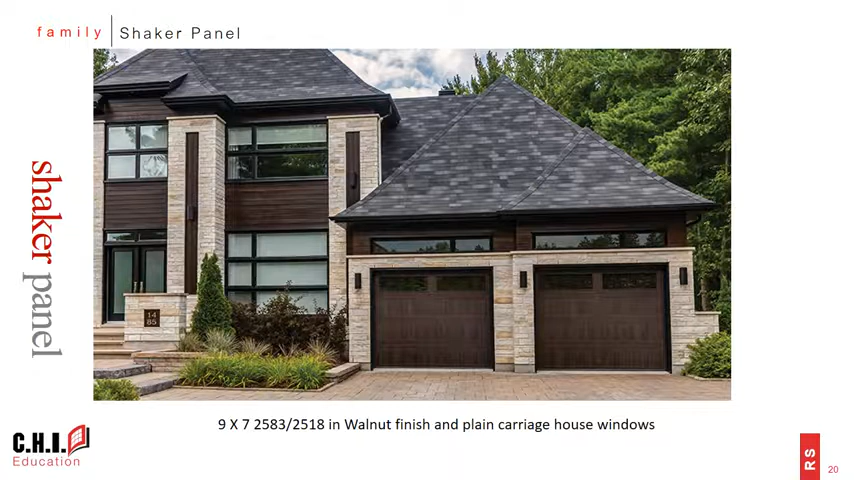 family Shaker Panel
shaker panel
14
85
9 X 7 2583/2518 in Walnut finish and plain carriage house windows
C.H.I.
Education
RS
20